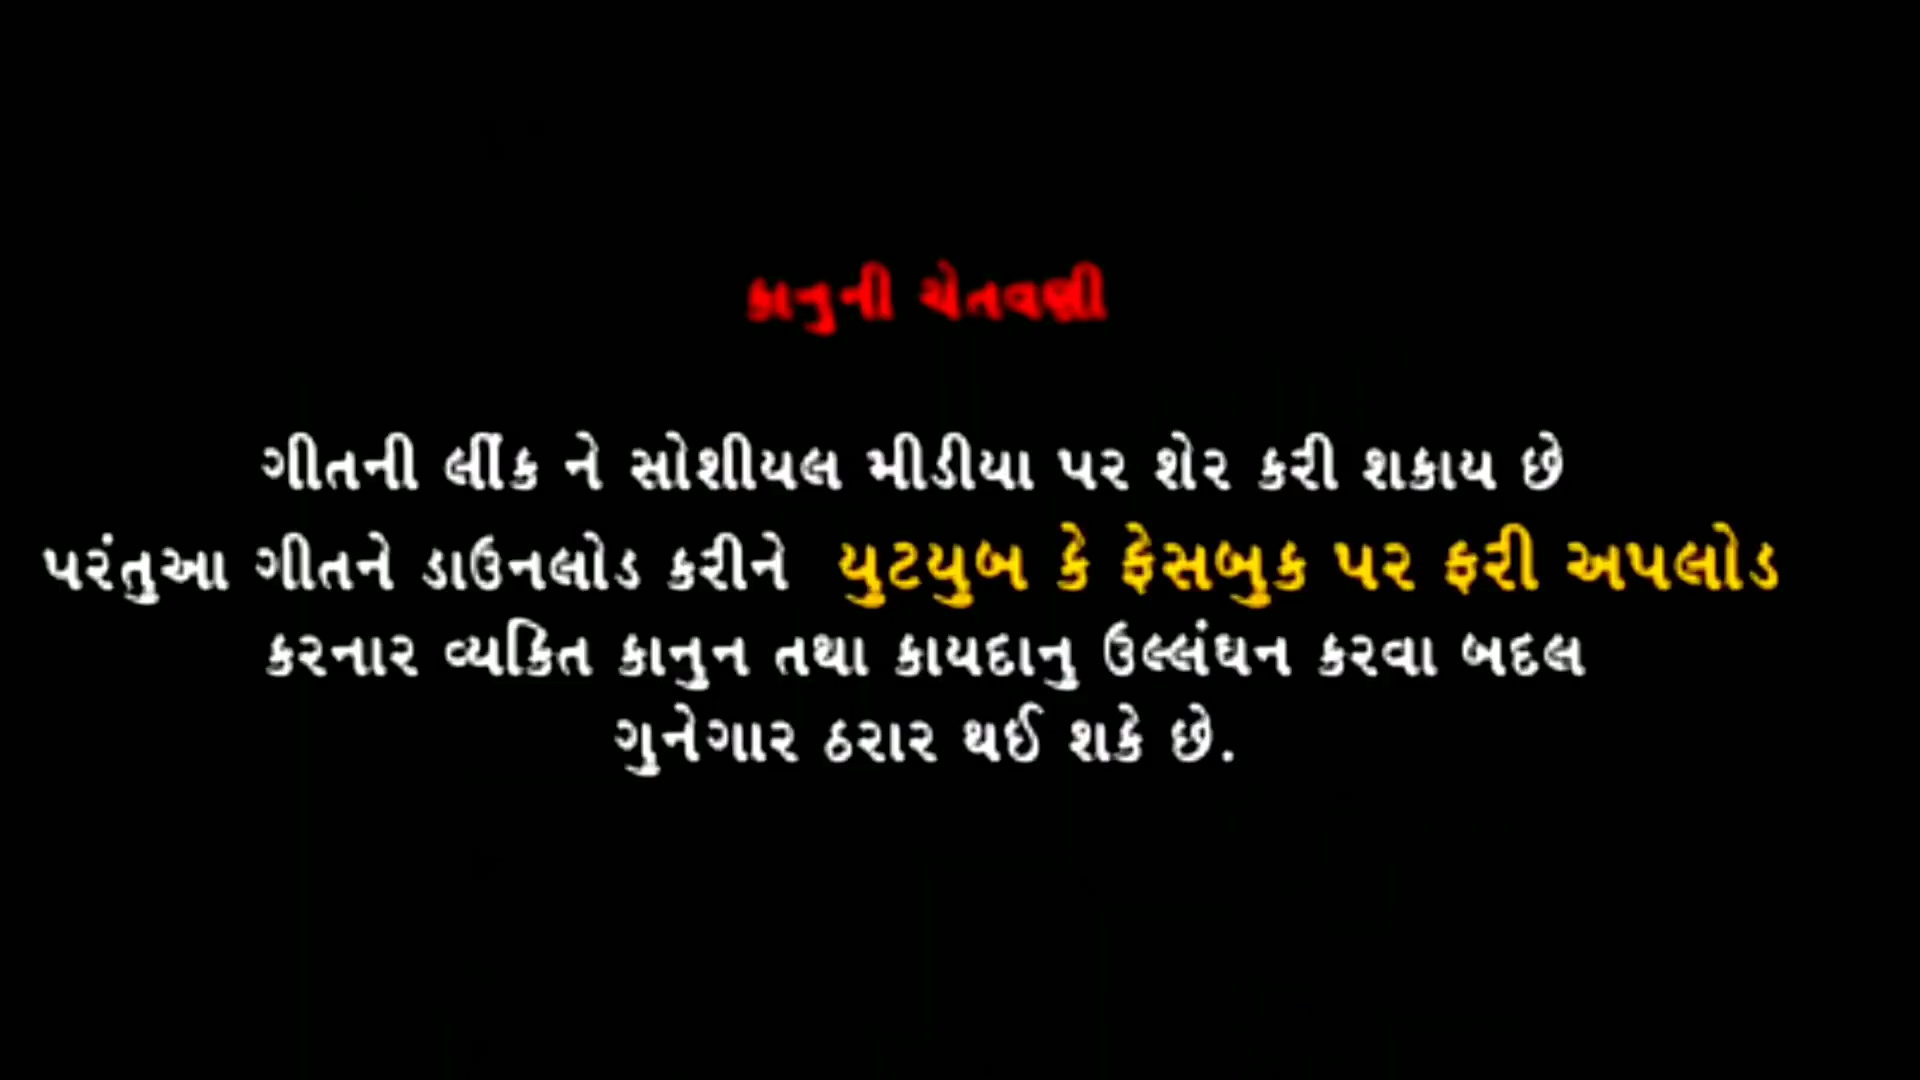 કાનુની ચેતવણી
ગીતની લીંક ને સોશીયલ મીડીયા પર શેર કરી શકાય છે
પરંતુઆ ગીતને ડાઉનલોડ કરીને યુટયુબ કે ફેસબુક પર ફરી અપલોડ
કરનાર વ્યકિત કાનુન તથા કાયદાનુ ઉલ્લંઘન કરવા બદલ
ગુનેગાર ઠરાર થઈ શકે છે.